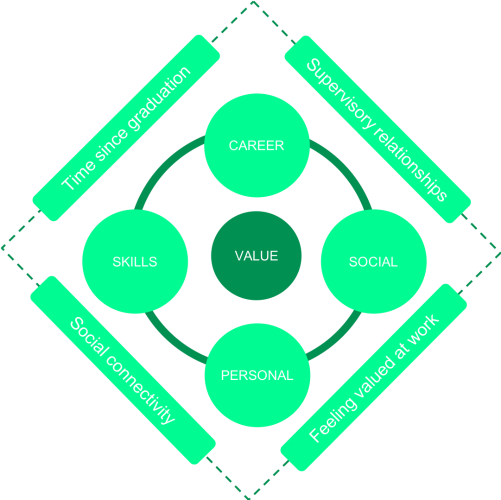 Time since graduation
Supervisory relationships
CAREER
SKILLS
VALUE
SOCIAL
PERSONAL
Social connectivity
Feeling valued at work